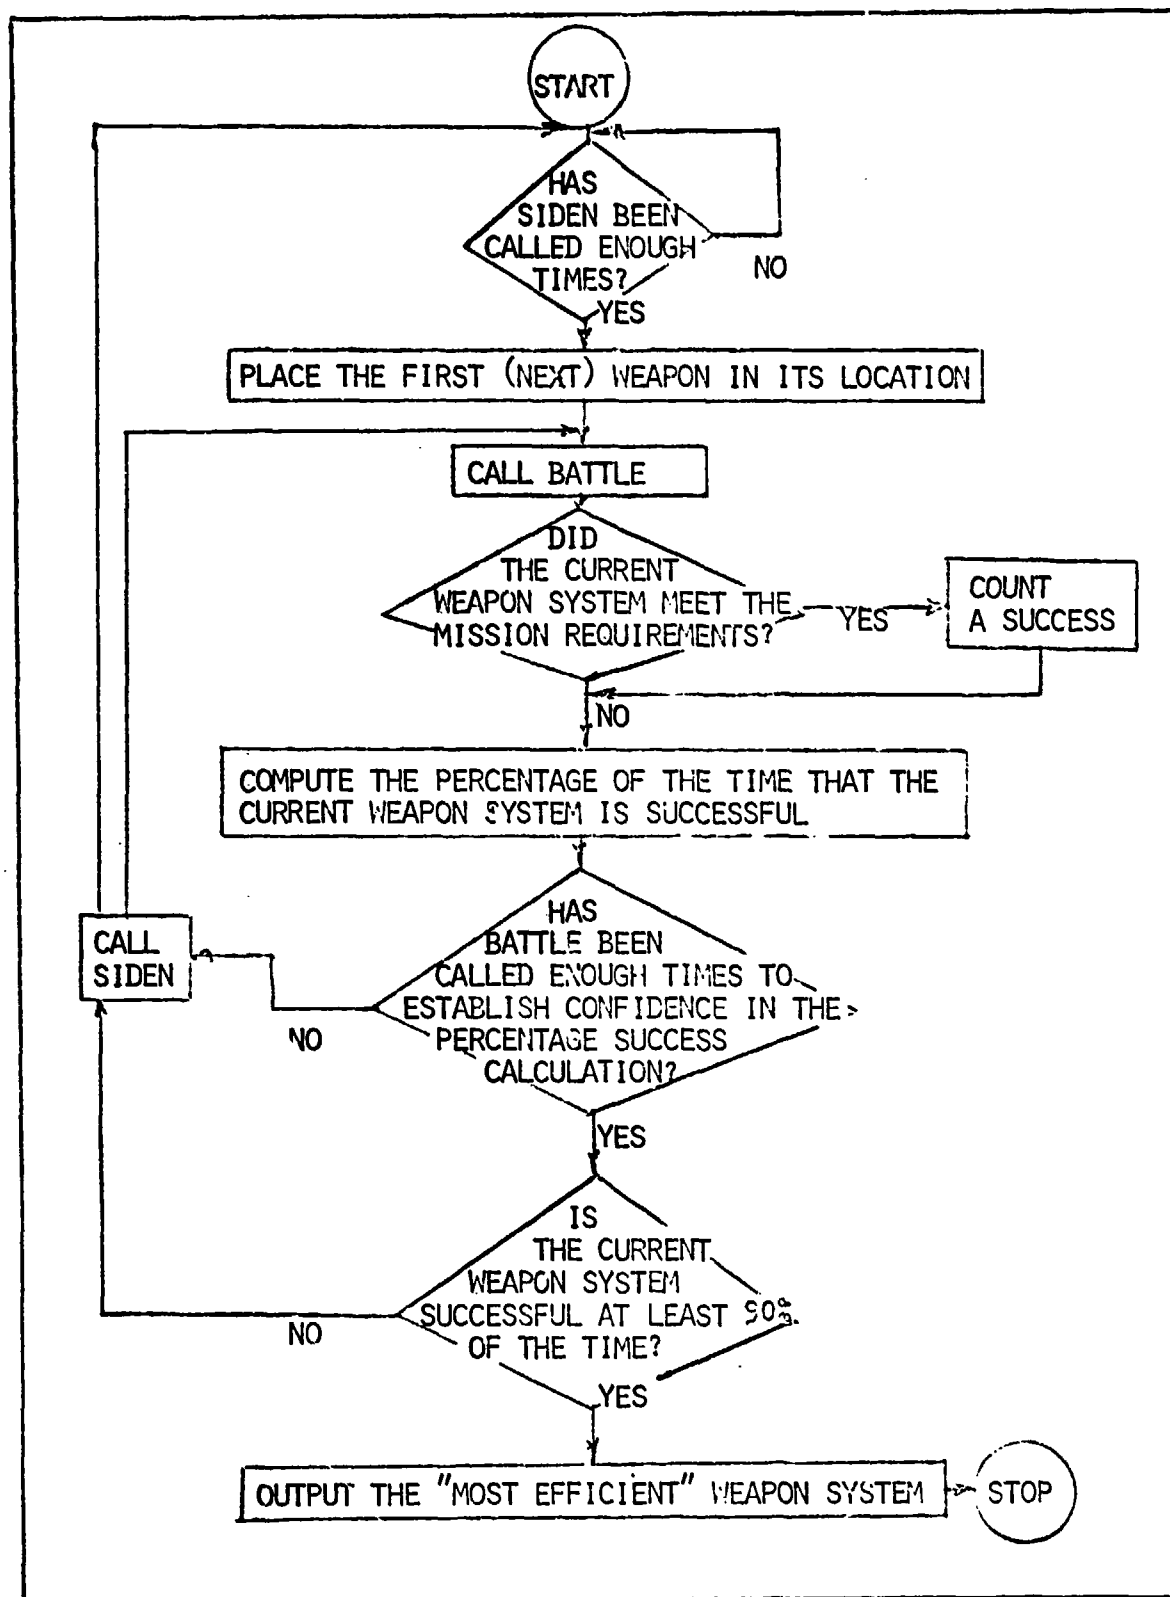 START
HAS
SIDEN BEEN
CALLED ENOUGH
TIMES?
NO
YES
PLACE THE FIRST (NEXT) WEAPON IN ITS LOCATION
CALL BATTLE
DID
THE CURRENT
WEAPON SYSTEM MEET THE
MISSION REQUIREMENTS?
YES
COUNT
A SUCCESS
NO
COMPUTE THE PERCENTAGE OF THE TIME THAT THE
CURRENT WEAPON SYSTEM IS SUCCESSFUL
CALL
SIDEN
HAS
BATTLE BEEN
CALLED ENOUGH TIMES TO
ESTABLISH CONFIDENCE IN THE
PERCENTAGE SUCCESS
CALCULATION?
NO
YES
IS
THE CURRENT
WEAPON SYSTEM
SUCCESSFUL AT LEAST 90%
OF THE TIME?
NO
YES
OUTPUT THE "MOST EFFICIENT" WEAPON SYSTEM
STOP